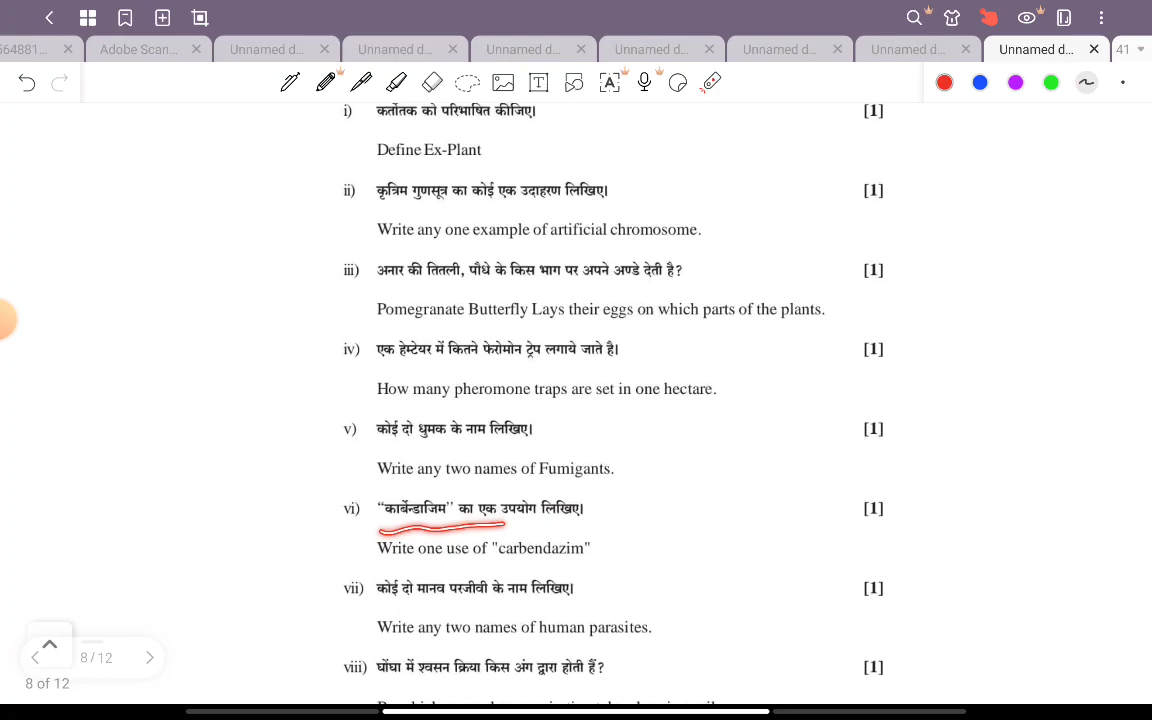 564881...
Adobe Scan...
Unnamed d...
Unnamed d...
Unnamed d...
Unnamed d...
Unnamed d...
Unnamed d...
Unnamed d...
41
i) कर्तोतक को परिभाषित कीजिए। [1]
Define Ex-Plant
ii) कृत्रिम गुणसूत्र का कोई एक उदाहरण लिखिए। [1]
Write any one example of artificial chromosome.
iii) अनार की तितली, पौधे के किस भाग पर अपने अण्डे देती है? [1]
Pomegranate Butterfly Lays their eggs on which parts of the plants.
iv) एक हेम्टेयर में कितने फेरोमोन ट्रेप लगाये जाते है। [1]
How many pheromone traps are set in one hectare.
v) कोई दो धुमक के नाम लिखिए। [1]
Write any two names of Fumigants.
vi) “कार्बेन्डाजिम’’ का एक उपयोग लिखिए। [1]
Write one use of "carbendazim"
vii) कोई दो मानव परजीवी के नाम लिखिए। [1]
Write any two names of human parasites.
viii) घोंघा में श्वसन क्रिया किस अंग द्वारा होती हैं? [1]
8/12
8 of 12